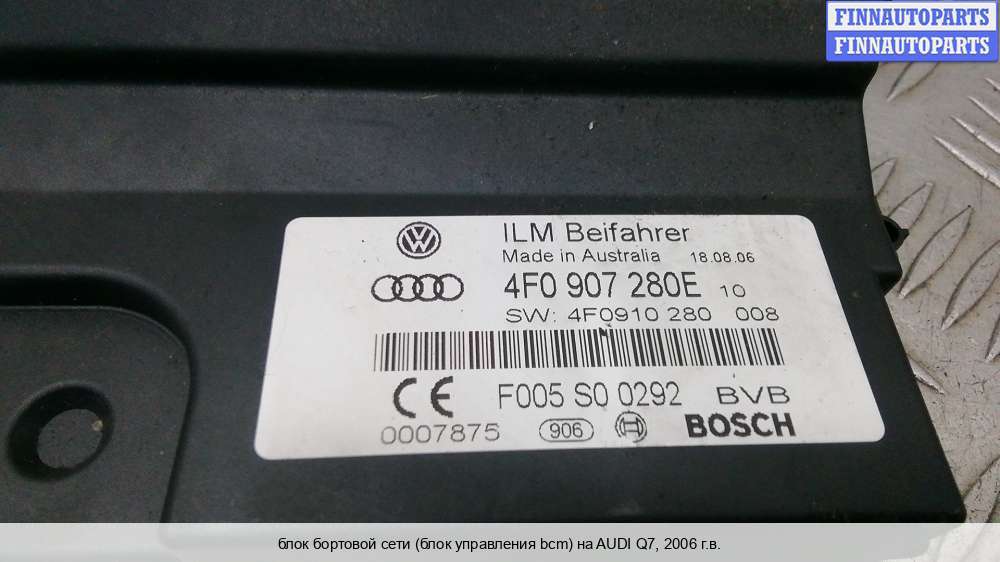 FINNAUTOPARTS
FINNAUTOPARTS
ILM Beifahrer
Made in Australia 18.08.06
4F0 907 280E 10
SW: 4F0910 280 008
CE F005 S0 0292 BVB
0007875 906 BOSCH
блок бортовой сети (блок управления bcm) на AUDI Q7, 2006 г.в.